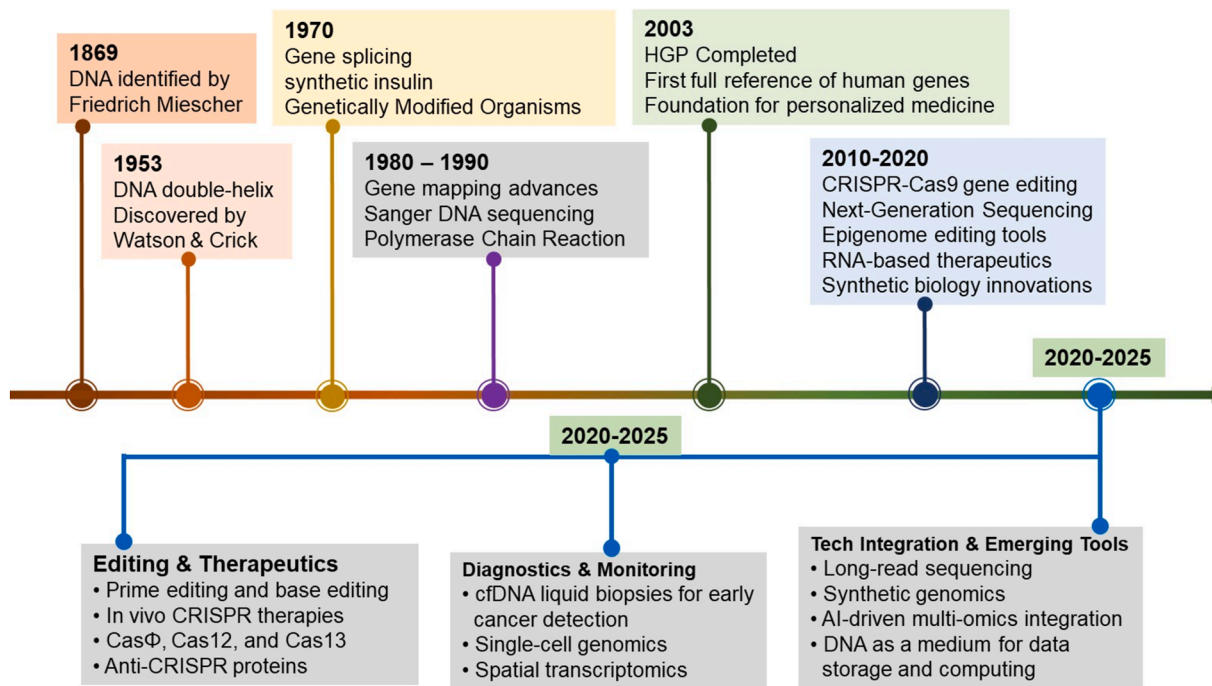 1869
DNA identified by
Friedrich Miescher
1953
DNA double-helix
Discovered by
Watson & Crick
1970
Gene splicing
synthetic insulin
Genetically Modified Organisms
1980 – 1990
Gene mapping advances
Sanger DNA sequencing
Polymerase Chain Reaction
2003
HGP Completed
First full reference of human genes
Foundation for personalized medicine
2010-2020
CRISPR-Cas9 gene editing
Next-Generation Sequencing
Epigenome editing tools
RNA-based therapeutics
Synthetic biology innovations
2020-2025
2020-2025
Editing & Therapeutics
• Prime editing and base editing
• In vivo CRISPR therapies
• CasΦ, Cas12, and Cas13
• Anti-CRISPR proteins
Diagnostics & Monitoring
• cfDNA liquid biopsies for early
cancer detection
• Single-cell genomics
• Spatial transcriptomics
Tech Integration & Emerging Tools
• Long-read sequencing
• Synthetic genomics
• AI-driven multi-omics integration
• DNA as a medium for data
storage and computing